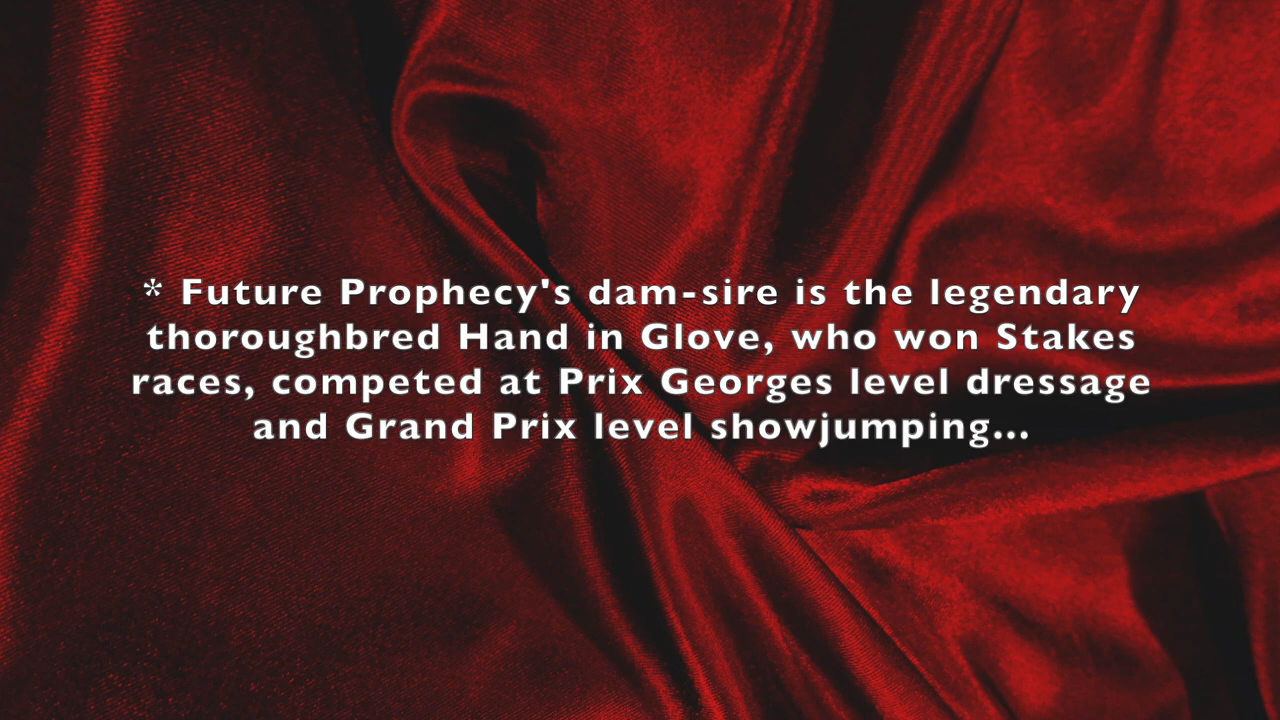 * Future Prophecy's dam-sire is the legendary
thoroughbred Hand in Glove, who won Stakes
races, competed at Prix Georges level dressage
and Grand Prix level showjumping...